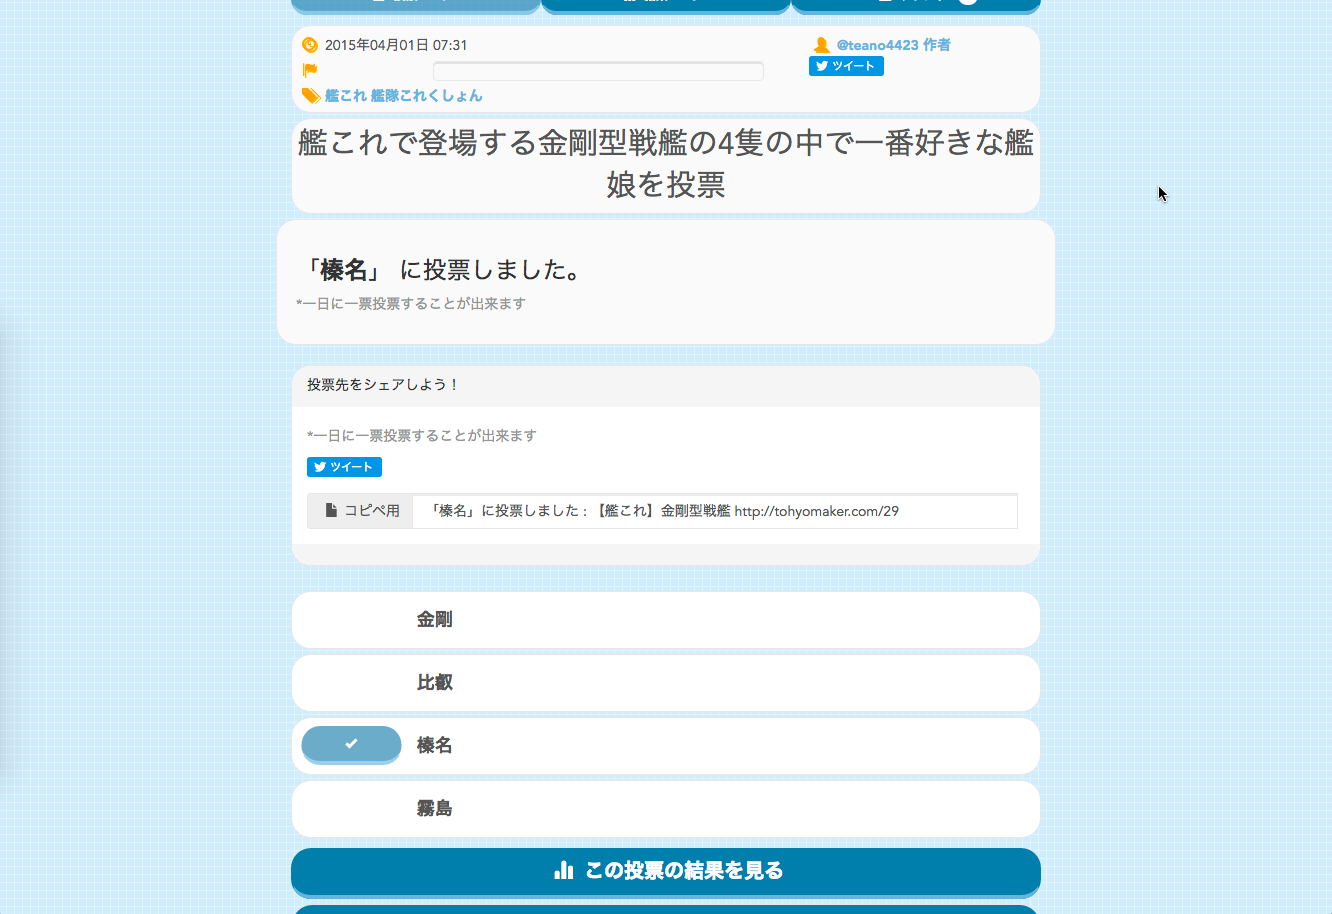 2015年04月01日 07:31
@teano4423 作者
ツイート
艦これ 艦隊これくしょん
艦これで登場する金剛型戦艦の4隻の中で一番好きな艦
娘を投票
「榛名」 に投票しました。
*一日に一票投票することが出来ます
投票先をシェアしよう！
*一日に一票投票することが出来ます
ツイート
コピペ用 「榛名」に投票しました : 【艦これ】金剛型戦艦 http://tohyomaker.com/29
金剛
比叡
榛名
霧島
この投票の結果を見る